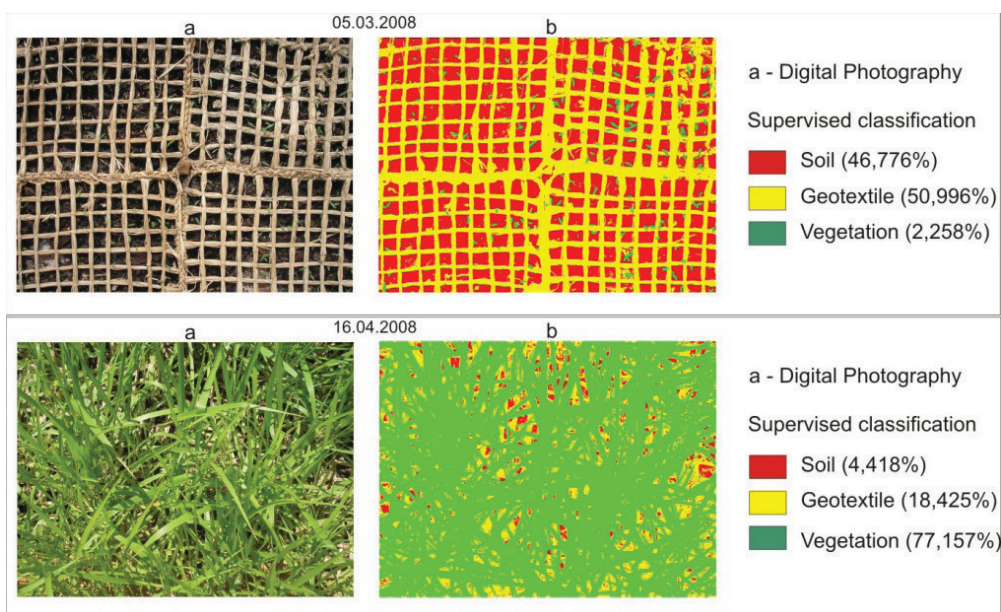 05.03.2008
a
b
a - Digital Photography
Supervised classification
Soil (46,776%)
Geotextile (50,996%)
Vegetation (2,258%)
16.04.2008
a
b
a - Digital Photography
Supervised classification
Soil (4,418%)
Geotextile (18,425%)
Vegetation (77,157%)